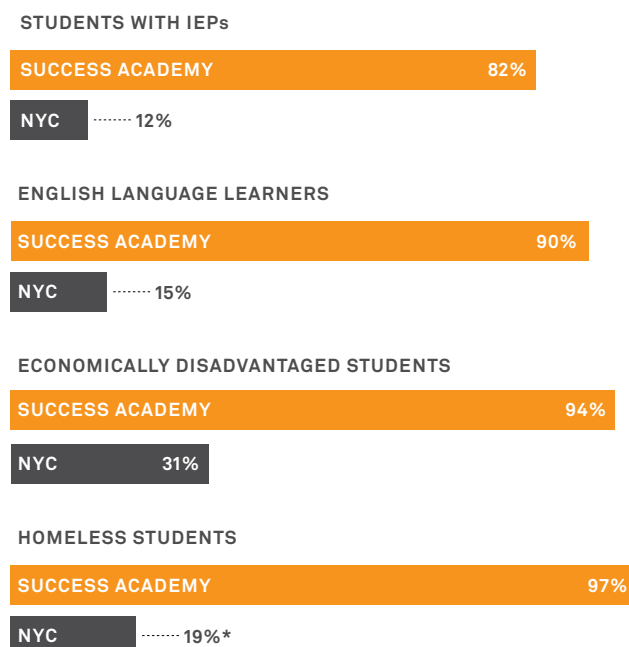 STUDENTS WITH IEPs
SUCCESS ACADEMY 82%
NYC 12%
ENGLISH LANGUAGE LEARNERS
SUCCESS ACADEMY 90%
NYC 15%
ECONOMICALLY DISADVANTAGED STUDENTS
SUCCESS ACADEMY 94%
NYC 31%
HOMELESS STUDENTS
SUCCESS ACADEMY 97%
NYC 19%*